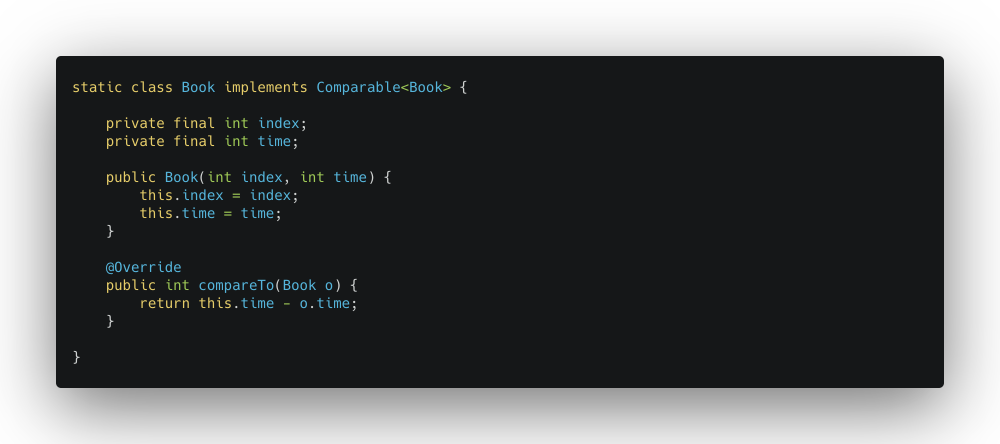 static class Book implements Comparable<Book> {
private final int index;
private final int time;
public Book(int index, int time) {
this.index = index;
this.time = time;
}
@Override
public int compareTo(Book o) {
return this.time - o.time;
}
}